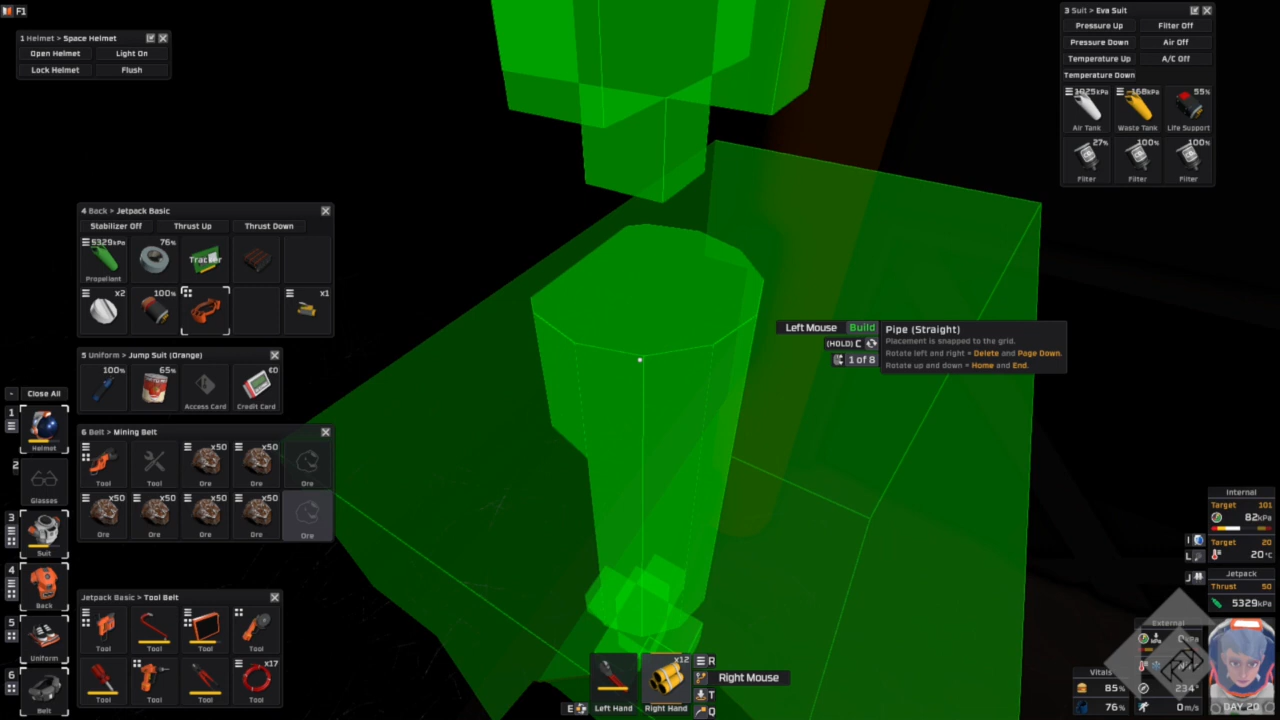 F1
1 Helmet > Space Helmet
Open Helmet Light On
Lock Helmet Flush
3 Suit > Eva Suit
Pressure Up Filter Off
Pressure Down Air Off
Temperature Up A/C Off
Temperature Down
55%
Air Tank Waste Tank Life Support
27% 100% 100%
Filter Filter Filter
4 Back > Jetpack Basic
Stabilizer Off Thrust Up Thrust Down
5329kPa 76%
Tracker
Propellant
x2 100% x1
5 Uniform > Jump Suit (Orange)
100% 65% €0
Access Card Credit Card
6 Belt > Mining Belt
x50 x50
Tool Tool Ore Ore Ore
x50 x50 x50 x50
Ore Ore Ore Ore Ore
Jetpack Basic > Tool Belt
Tool Tool Tool Tool
x17
Tool Tool Tool Tool
- Close All
1
Helmet
2
Glasses
3
Suit
4
Back
5
Uniform
6
Belt
Left Mouse Build
(HOLD) C
1 of 8
Pipe (Straight)
Placement is snapped to the grid.
Rotate left and right = Delete and Page Down.
Rotate up and down = Home and End.
x12
R
Right Mouse
T
Q
E Left Hand Right Hand
Internal
Target 101
82kPa
Target 20
20°C
I
L
Jetpack
J
Thrust 50
5329kPa
External
Vitals
85% 234°
76% 0m/s
DAY 20